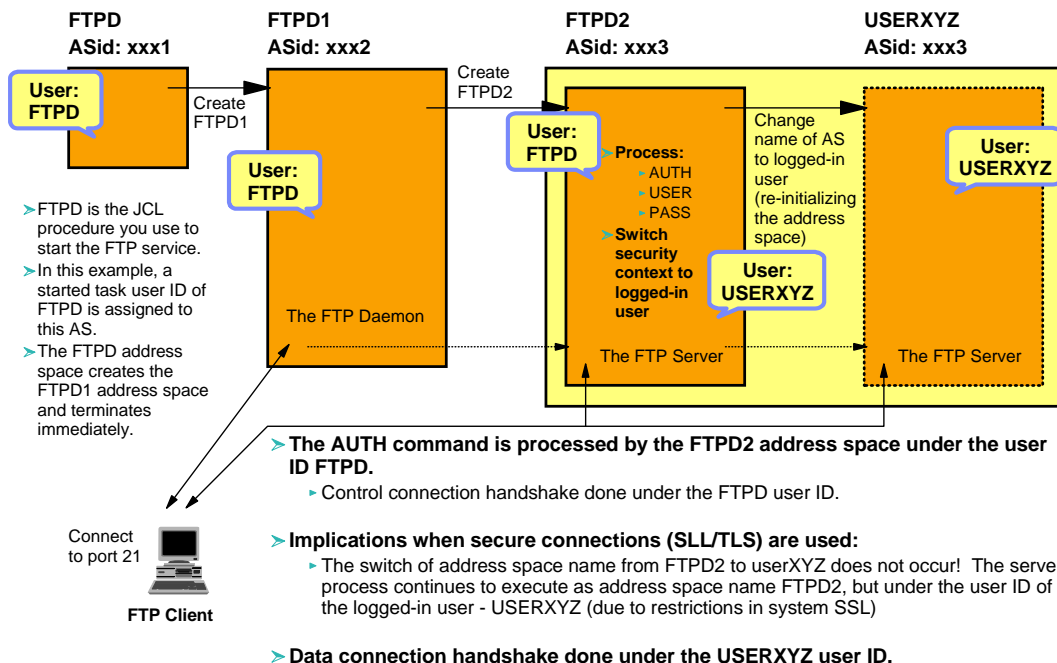 FTPD
ASid: xxx1
FTPD1
ASid: xxx2
FTPD2
ASid: xxx3
USERXYZ
ASid: xxx3
User:
FTPD
Create
FTPD1
User:
FTPD
The FTP Daemon
Create
FTPD2
User:
FTPD
Process:
AUTH
USER
PASS
Switch
security
context to
logged-in
user
User:
USERXYZ
The FTP Server
Change
name of AS
to logged-in
user
(re-initializing
the address
space)
User:
USERXYZ
The FTP Server
FTPD is the JCL
procedure you use to
start the FTP service.
In this example, a
started task user ID of
FTPD is assigned to
this AS.
The FTPD address
space creates the
FTPD1 address space
and terminates
immediately.
Connect
to port 21
FTP Client
The AUTH command is processed by the FTPD2 address space under the user
ID FTPD.
Control connection handshake done under the FTPD user ID.
Implications when secure connections (SLL/TLS) are used:
The switch of address space name from FTPD2 to userXYZ does not occur! The serve
process continues to execute as address space name FTPD2, but under the user ID of
the logged-in user - USERXYZ (due to restrictions in system SSL)
Data connection handshake done under the USERXYZ user ID.